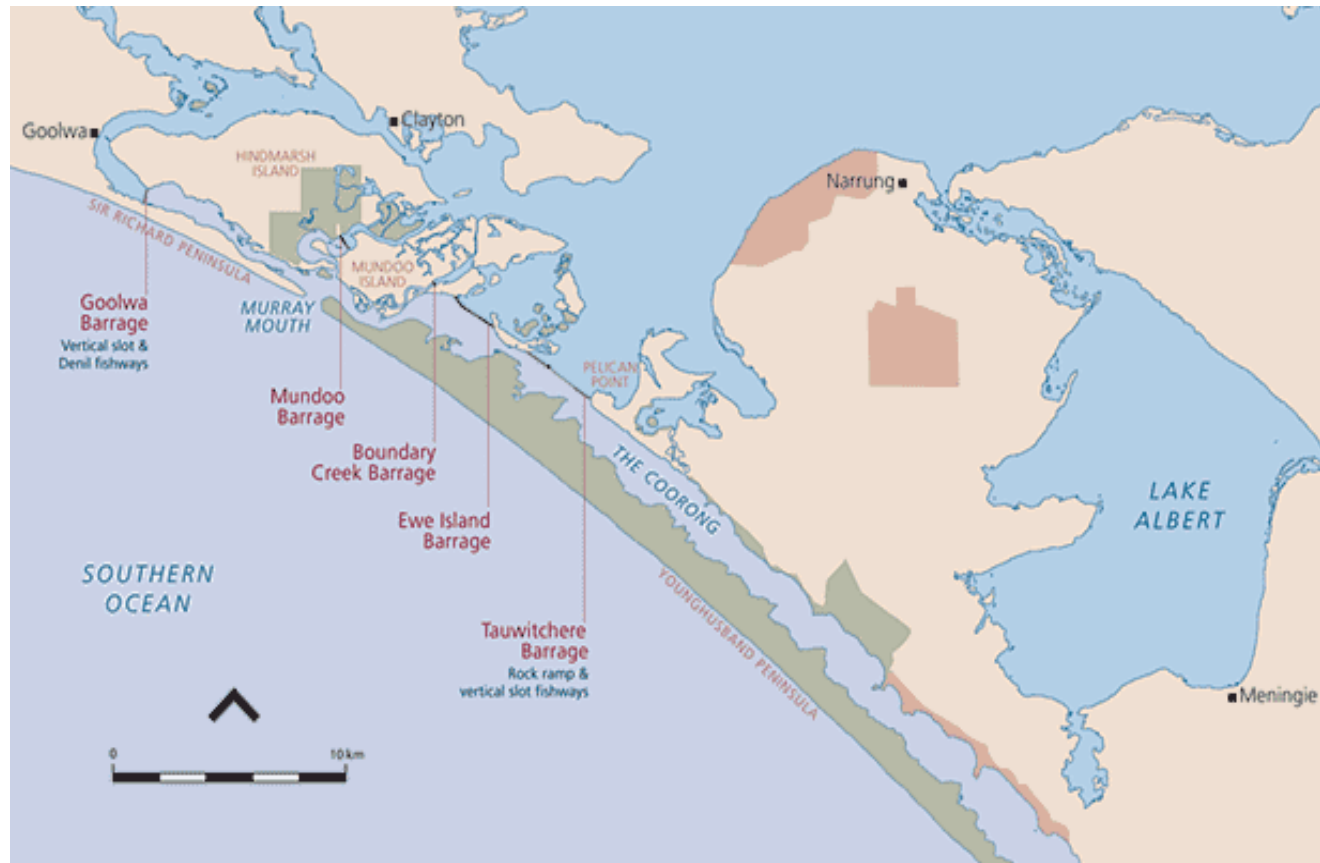 Goolwa
Clayton
HINDMARSH
ISLAND
Narrung
SIR RICHARD PENINSULA
MUNDOO
ISLAND
Goolwa
Barrage
Vertical slot &
Denil fishways
MURRAY
MOUTH
PELICAN
POINT
Mundoo
Barrage
Boundary
Creek Barrage
THE COORONG
Ewe Island
Barrage
LAKE
ALBERT
SOUTHERN
OCEAN
YOUNGHUSBAND PENINSULA
Tauwitchere
Barrage
Rock ramp &
vertical slot fishways
Meningie
0
10 km